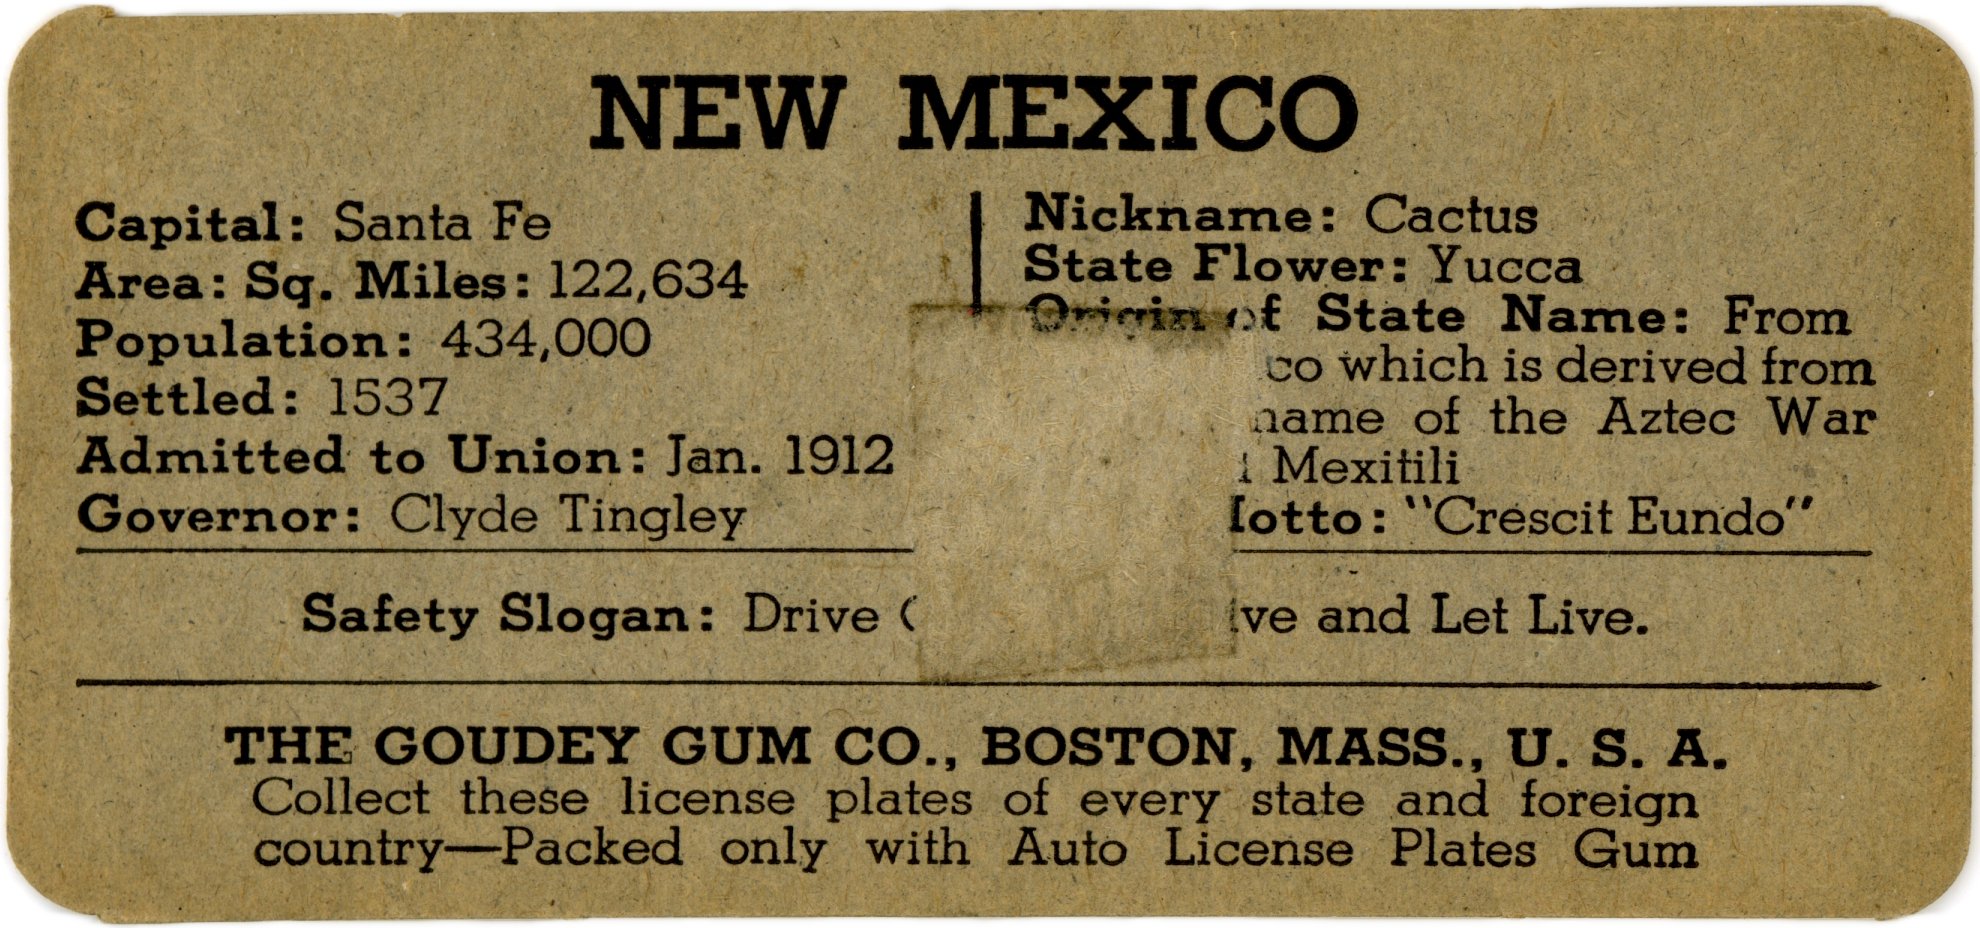 NEW MEXICO
Capital: Santa Fe
Area: Sq. Miles: 122,634
Population: 434,000
Settled: 1537
Admitted to Union: Jan. 1912
Governor: Clyde Tingley
Nickname: Cactus
State Flower: Yucca
Origin of State Name: From
which is derived from
name of the Aztec War
Mexitili
"Crescit Eundo"
Safety Slogan: Drive
and Let Live.
THE GOUDEY GUM CO., BOSTON, MASS., U. S. A.
Collect these license plates of every state and foreign
country—Packed only with Auto License Plates Gum